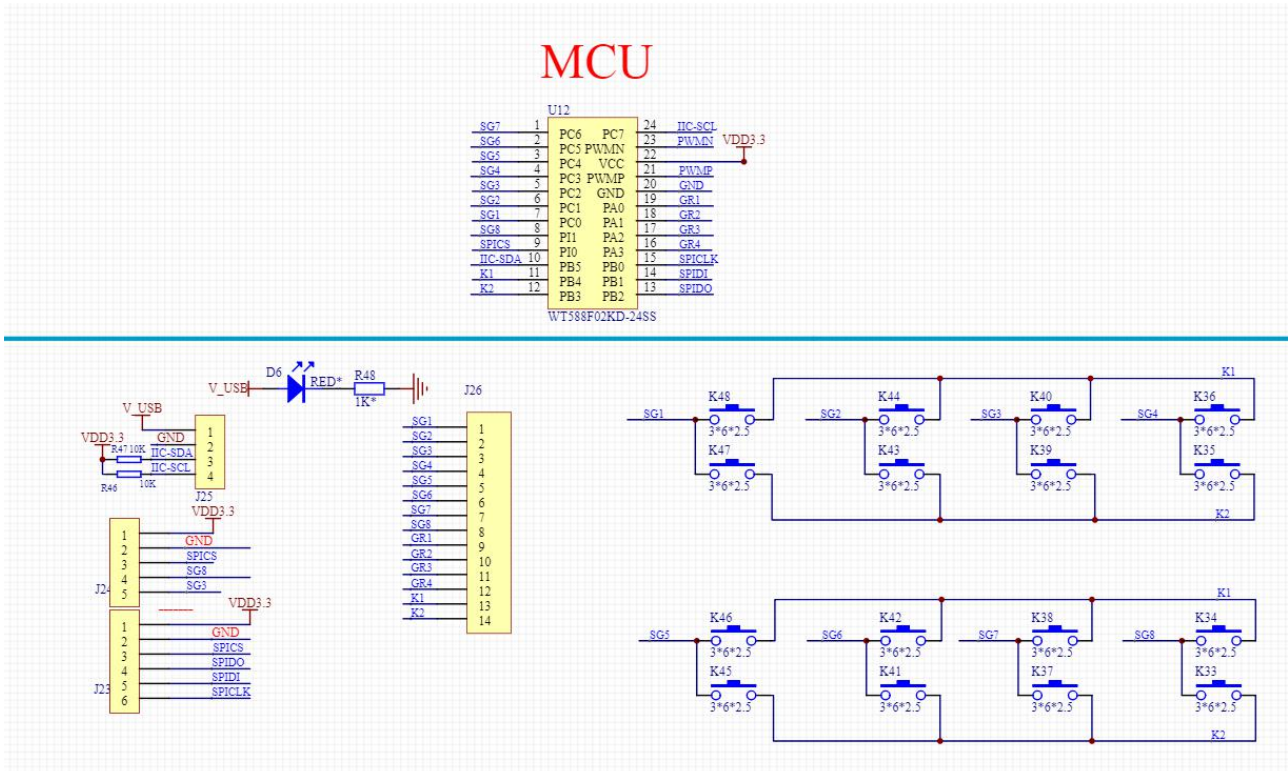 MCU
U12
SG7 1 PC6 PC7 24 IIC-SCL
SG6 2 PC5 PWMN 23 PWMN VDD3.3
SG5 3 PC4 VCC 22
SG4 4 PC3 PWMP 21 PWMP
SG3 5 PC2 GND 20 GND
SG2 6 PC1 PA0 19 GR1
SG1 7 PC0 PA1 18 GR2
SG8 8 PI1 PA2 17 GR3
SPICS 9 PI0 PA3 16 GR4
IIC-SDA 10 PB5 PB0 15 SPICLK
K1 11 PB4 PB1 14 SPIDI
K2 12 PB3 PB2 13 SPIDO
WT588F02KD-24SS
V_USB D6 RED* R48
1K*
V_USB
VDD3.3 GND
R47 10K IIC-SDA
IIC-SCL
R46 10K
1
2
3
4
J25
VDD3.3
1
2 GND
3 SPICS
4 SG8
5 SG3
J24
VDD3.3
1
2 GND
3 SPICS
4 SPIDO
5 SPIDI
6 SPICLK
J23
J26
SG1 1
SG2 2
SG3 3
SG4 4
SG5 5
SG6 6
SG7 7
SG8 8
GR1 9
GR2 10
GR3 11
GR4 12
K1 13
K2 14
K1
K48 K44 K40 K36
SG1 SG2 SG3 SG4
3*6*2.5 3*6*2.5 3*6*2.5 3*6*2.5
K47 K43 K39 K35
3*6*2.5 3*6*2.5 3*6*2.5 3*6*2.5
K2
K1
K46 K42 K38 K34
SG5 SG6 SG7 SG8
3*6*2.5 3*6*2.5 3*6*2.5 3*6*2.5
K45 K41 K37 K33
3*6*2.5 3*6*2.5 3*6*2.5 3*6*2.5
K2